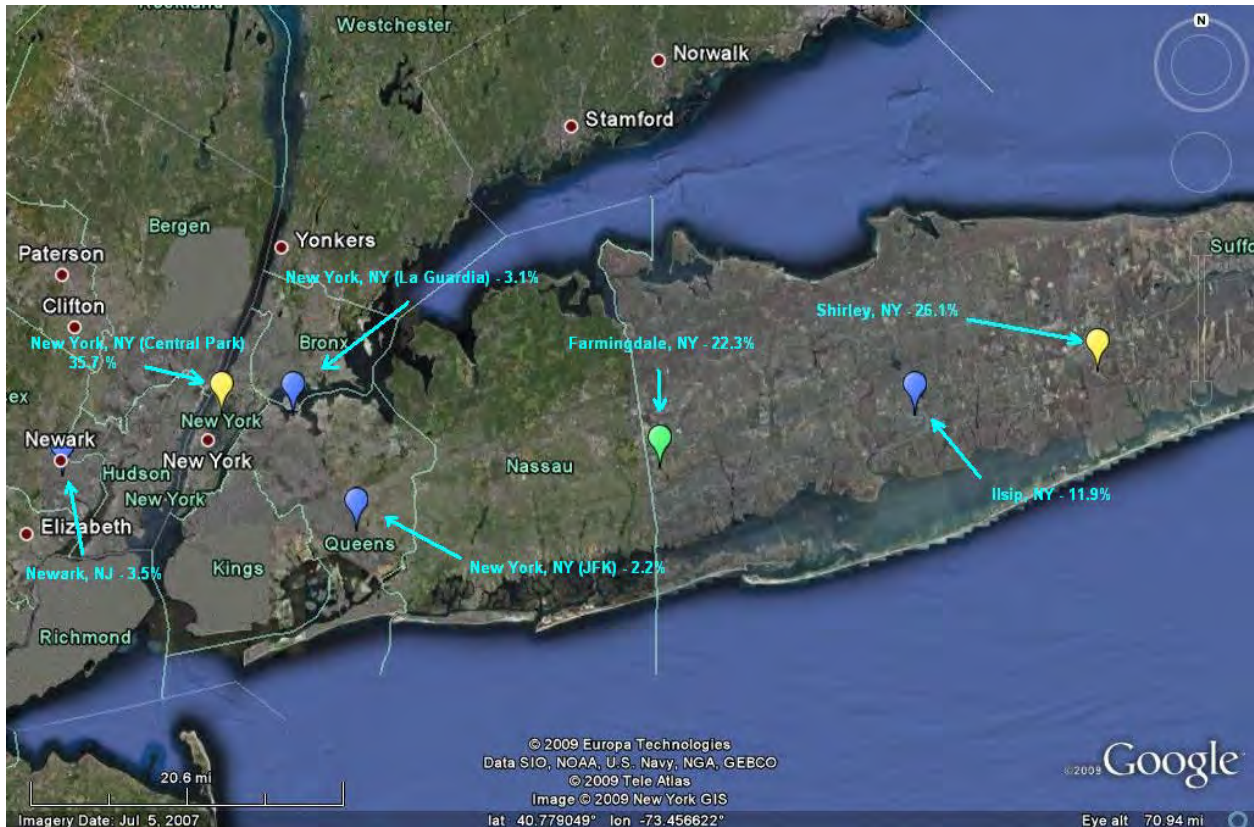 Rockland
Westchester
N
Norwalk
Stamford
Bergen
Paterson
Yonkers
Suffo
New York, NY (La Guardia) - 3.1%
Clifton
Shirley, NY - 26.1%
New York, NY (Central Park)
35.7 %
Bronx
Farmingdale, NY - 22.3%
ex
New York
Newark
New York
Hudson
Nassau
New York
Ilsip, NY - 11.9%
Elizabeth
Queens
Newark, NJ - 3.5%
Kings
New York, NY (JFK) - 2.2%
Richmond
© 2009 Europa Technologies
Data SIO, NOAA, U.S. Navy, NGA, GEBCO
© 2009 Tele Atlas
Image © 2009 New York GIS
©2009 Google
20.6 mi
Imagery Date: Jul 5, 2007
lat 40.779049° lon -73.456622°
Eye alt 70.94 mi